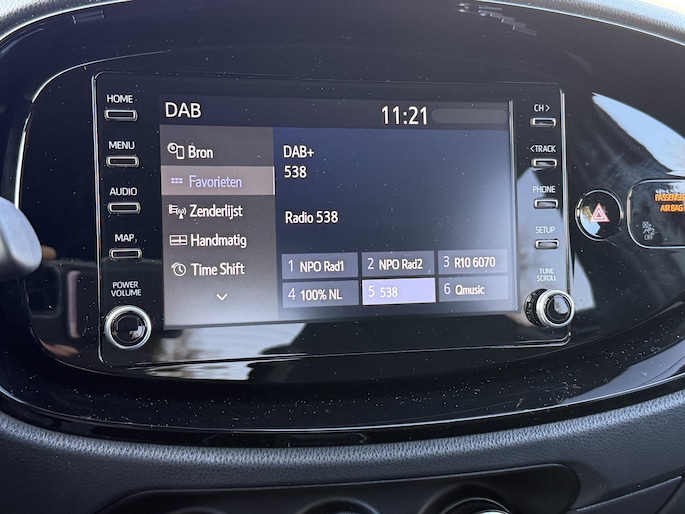 HOME
MENU
AUDIO
MAP
POWER
VOLUME
DAB
11:21
Bron
Favorieten
Zenderlijst
Handmatig
Time Shift
DAB+
538
Radio 538
1 NPO Rad1
2 NPO Rad2
3 R10 6070
4 100% NL
5 538
6 Qmusic
CH >
< TRACK
PHONE
SETUP
TUNE
SCROLL
AIR BAG
OFF